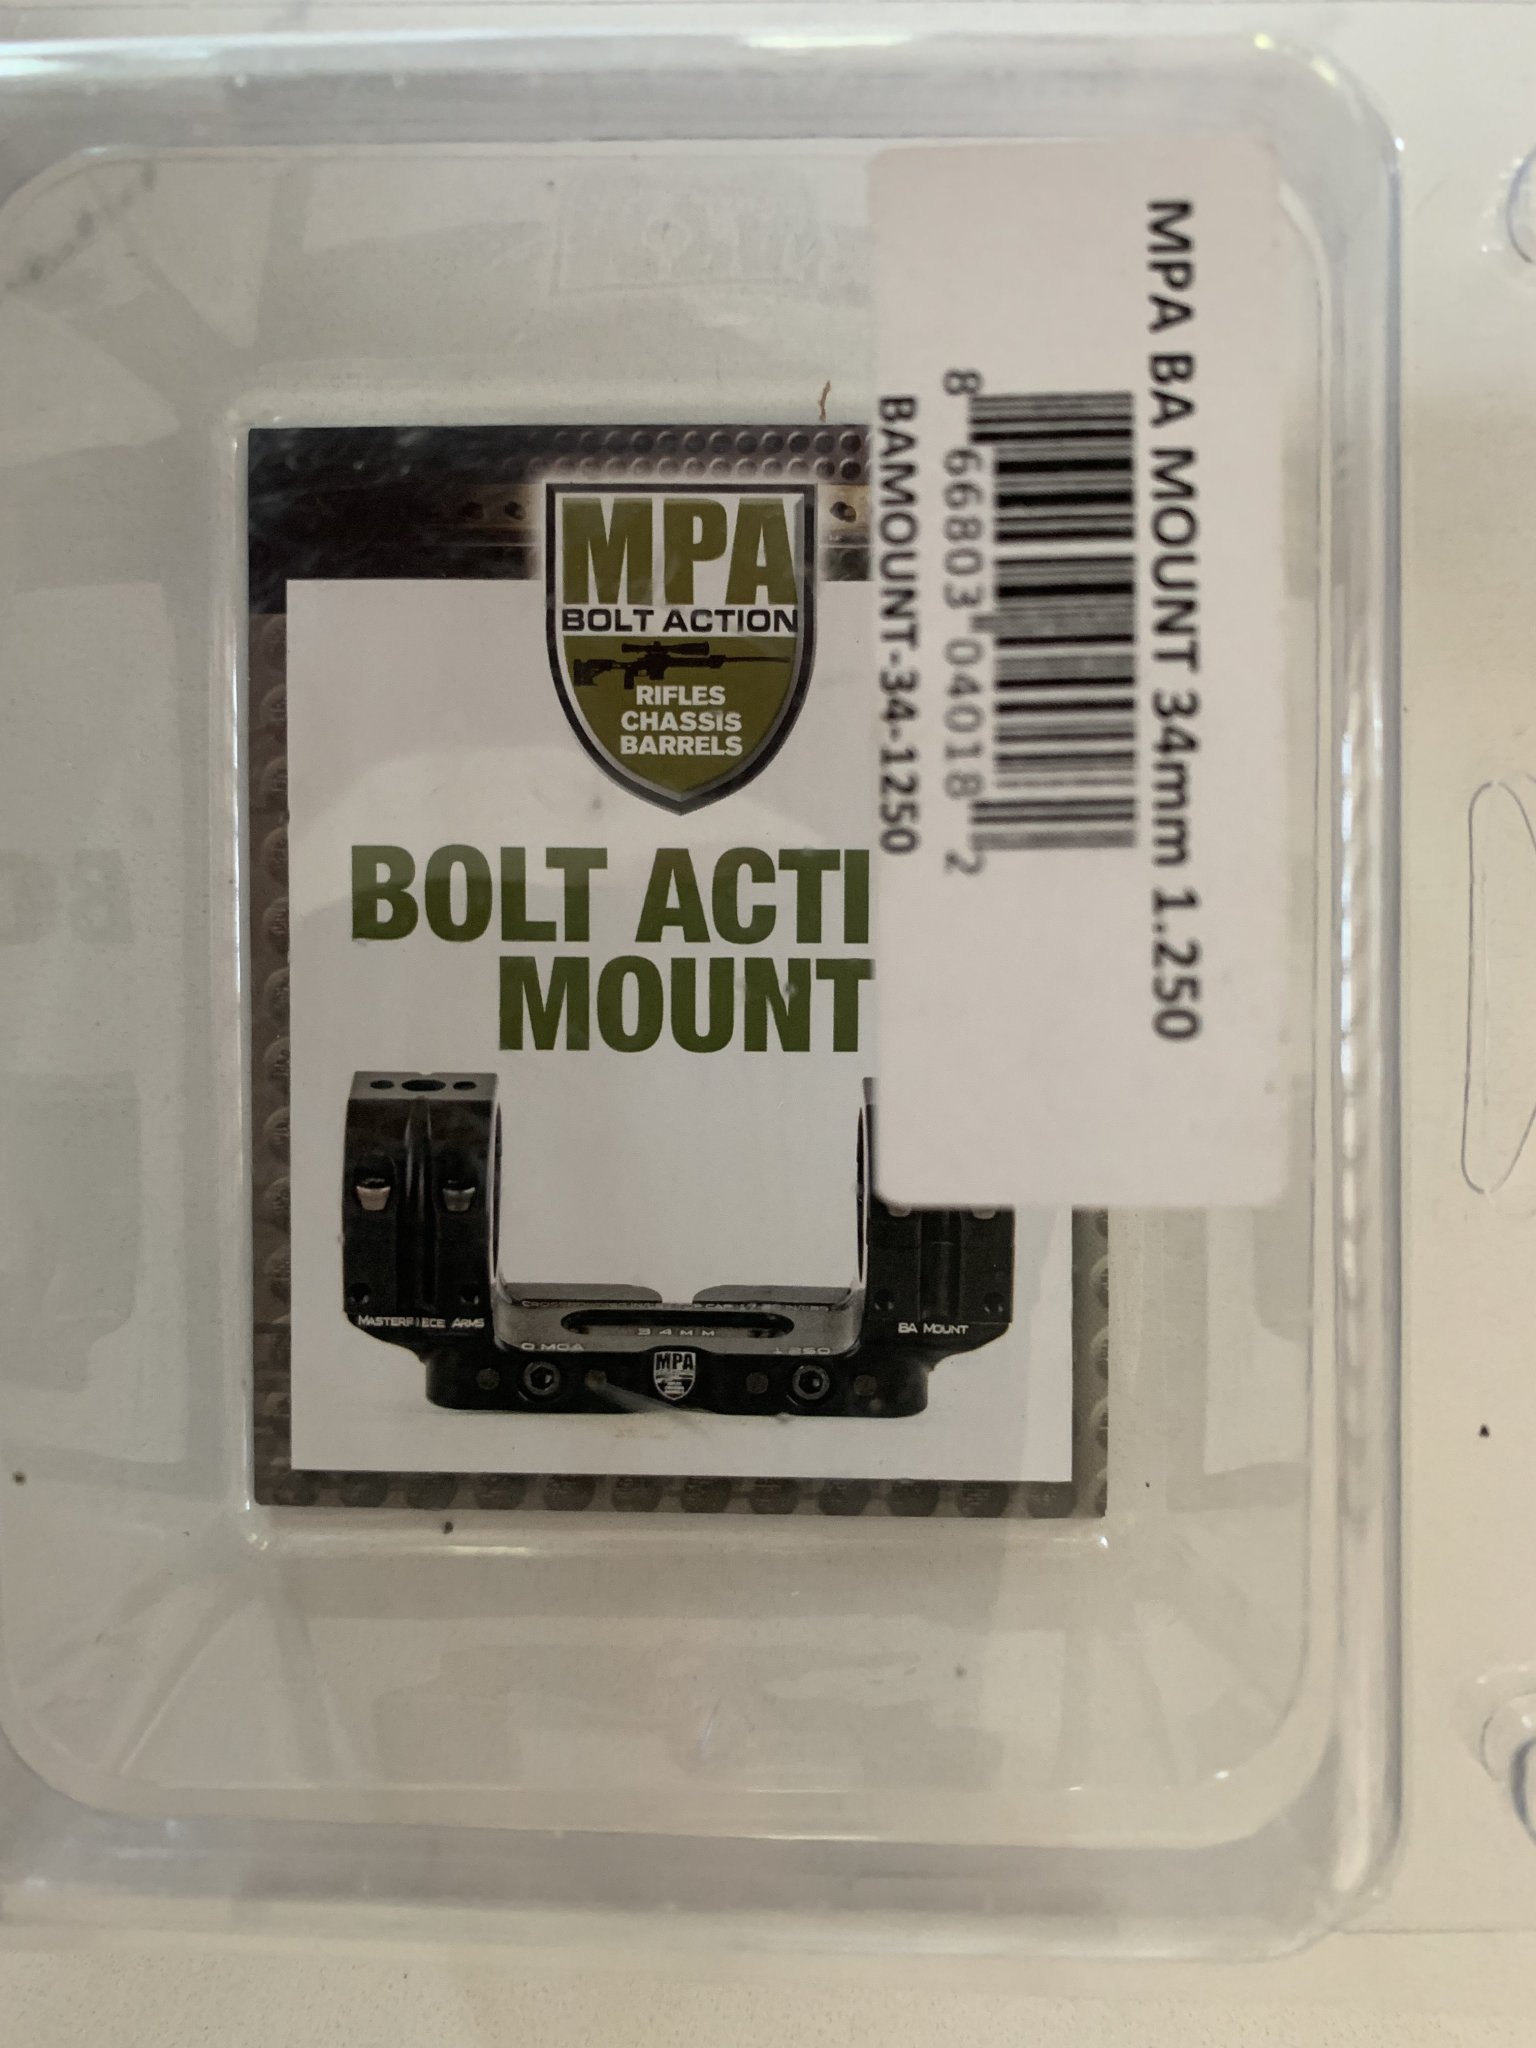 MPA BA MOUNT 34mm 1.250
8 66803 04018 2
BAMOUNT-34-1250
MPA
BOLT ACTION
RIFLES
CHASSIS
BARRELS
BOLT ACTI
MOUNT
34MM
MASTERPIECE ARMS
BA MOUNT
0 MOA
1.250
MPA